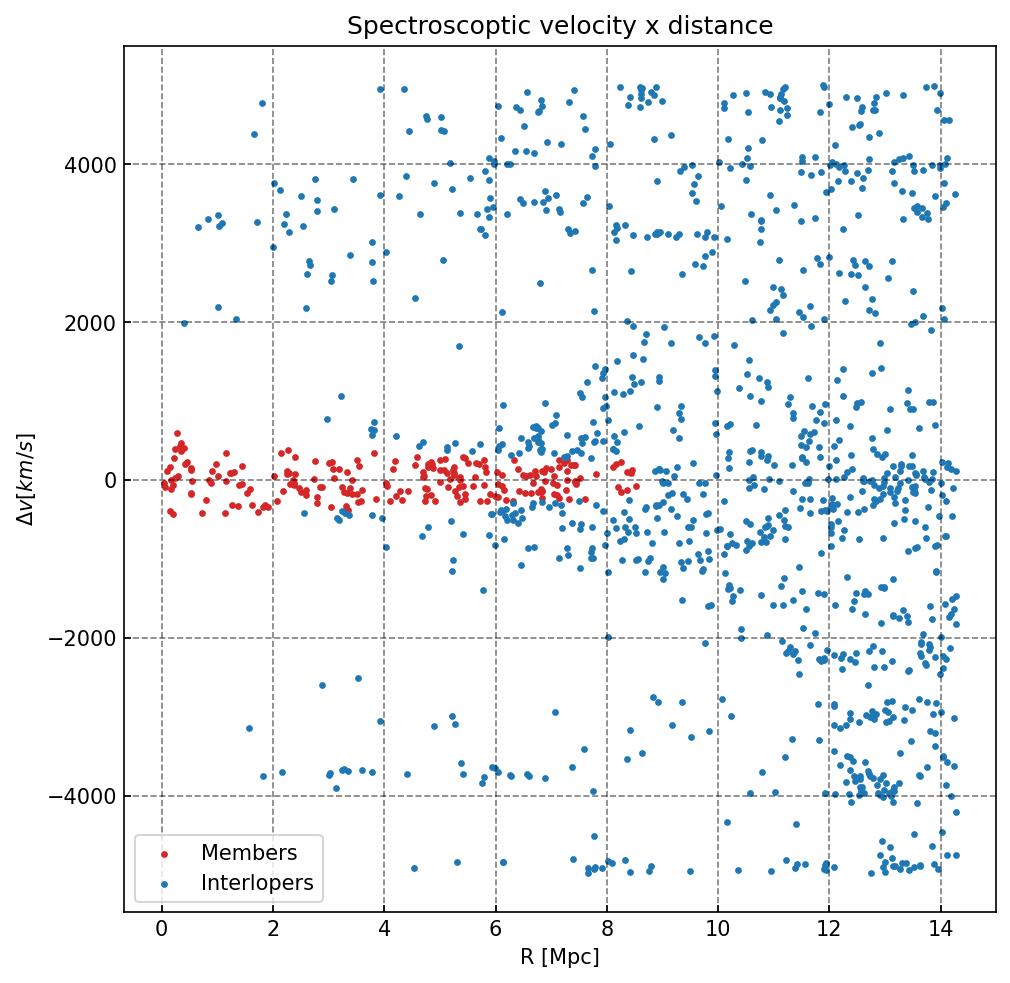 Spectroscoptic velocity x distance
4000
2000
0
−2000
−4000
Δv[km/s]
Members
Interlopers
0 2 4 6 8 10 12 14
R [Mpc]